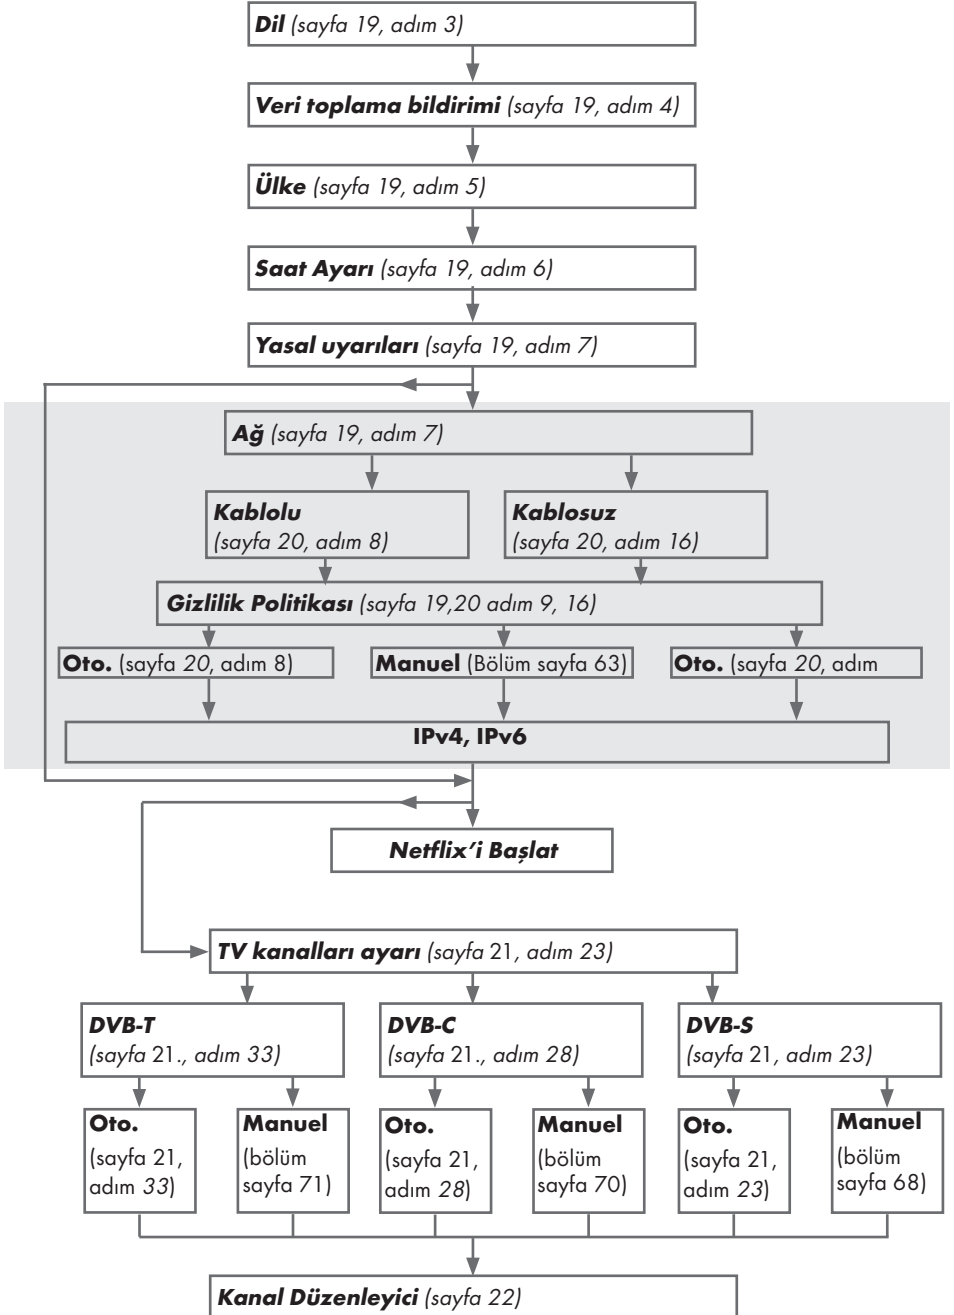 Dil (sayfa 19, adım 3)
Veri toplama bildirimi (sayfa 19, adım 4)
Ülke (sayfa 19, adım 5)
Saat Ayarı (sayfa 19, adım 6)
Yasal uyarıları (sayfa 19, adım 7)
Ağ (sayfa 19, adım 7)
Kablolu
(sayfa 20, adım 8)
Kablosuz
(sayfa 20, adım 16)
Gizlilik Politikası (sayfa 19,20 adım 9, 16)
Oto. (sayfa 20, adım 8)
Manuel (Bölüm sayfa 63)
Oto. (sayfa 20, adım
IPv4, IPv6
Netflix’i Başlat
TV kanalları ayarı (sayfa 21, adım 23)
DVB-T
(sayfa 21., adım 33)
DVB-C
(sayfa 21., adım 28)
DVB-S
(sayfa 21, adım 23)
Oto.
(sayfa 21,
adım 33)
Manuel
(bölüm
sayfa 71)
Oto.
(sayfa 21,
adım 28)
Manuel
(bölüm
sayfa 70)
Oto.
(sayfa 21,
adım 23)
Manuel
(bölüm
sayfa 68)
Kanal Düzenleyici (sayfa 22)